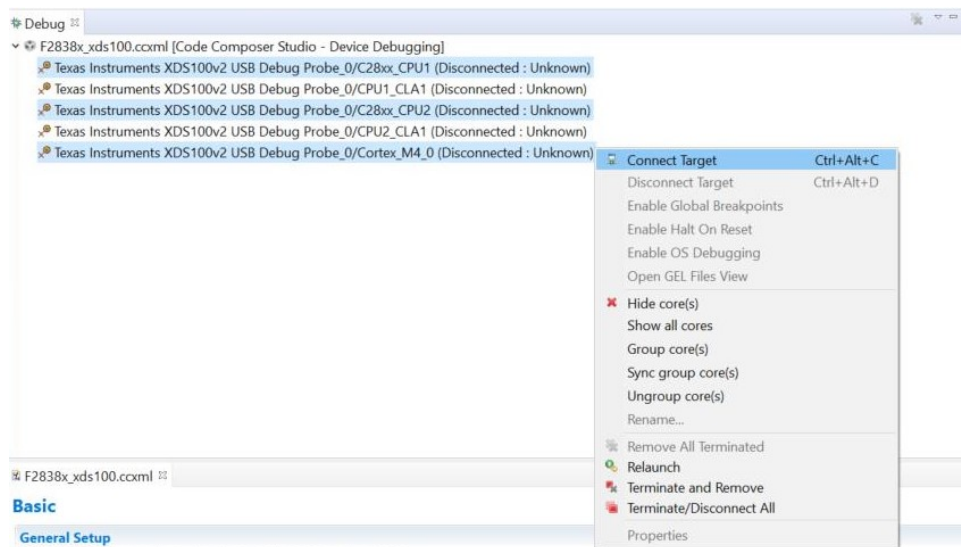 Debug
F2838x_xds100.ccxml [Code Composer Studio - Device Debugging]
Texas Instruments XDS100v2 USB Debug Probe_0/C28xx_CPU1 (Disconnected : Unknown)
Texas Instruments XDS100v2 USB Debug Probe_0/CPU1_CLA1 (Disconnected : Unknown)
Texas Instruments XDS100v2 USB Debug Probe_0/C28xx_CPU2 (Disconnected : Unknown)
Texas Instruments XDS100v2 USB Debug Probe_0/CPU2_CLA1 (Disconnected : Unknown)
Texas Instruments XDS100v2 USB Debug Probe_0/Cortex_M4_0 (Disconnected : Unknown)
Connect Target Ctrl+Alt+C
Disconnect Target Ctrl+Alt+D
Enable Global Breakpoints
Enable Halt On Reset
Enable OS Debugging
Open GEL Files View
Hide core(s)
Show all cores
Group core(s)
Sync group core(s)
Ungroup core(s)
Rename...
Remove All Terminated
Relaunch
Terminate and Remove
Terminate/Disconnect All
Properties
F2838x_xds100.ccxml
Basic
General Setup